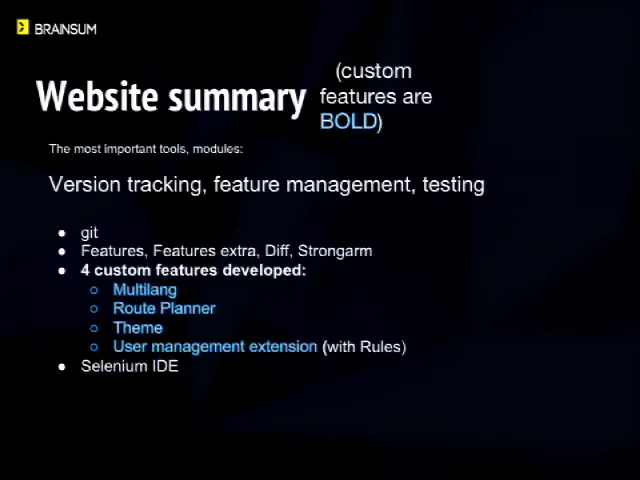 BRAINSUM
Website summary
(custom
features are
BOLD)
The most important tools, modules:
Version tracking, feature management, testing
● git
● Features, Features extra, Diff, Strongarm
● 4 custom features developed:
○ Multilang
○ Route Planner
○ Theme
○ User management extension (with Rules)
● Selenium IDE